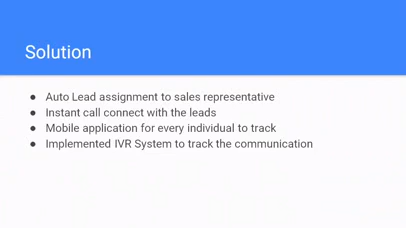 Solution
● Auto Lead assignment to sales representative
● Instant call connect with the leads
● Mobile application for every individual to track
● Implemented IVR System to track the communication